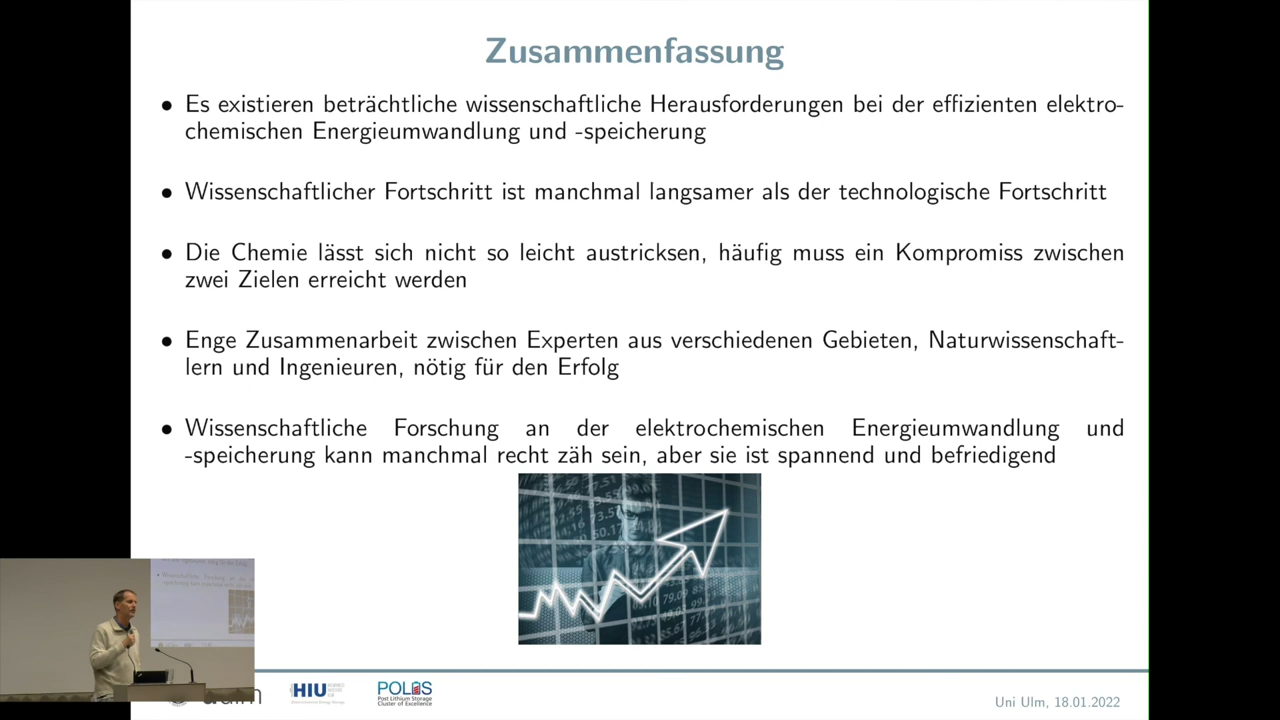 Zusammenfassung
• Es existieren beträchtliche wissenschaftliche Herausforderungen bei der effizienten elektro-
chemischen Energieumwandlung und -speicherung
• Wissenschaftlicher Fortschritt ist manchmal langsamer als der technologische Fortschritt
• Die Chemie lässt sich nicht so leicht austricksen, häufig muss ein Kompromiss zwischen
zwei Zielen erreicht werden
• Enge Zusammenarbeit zwischen Experten aus verschiedenen Gebieten, Naturwissenschaft-
lern und Ingenieuren, nötig für den Erfolg
• Wissenschaftliche Forschung an der elektrochemischen Energieumwandlung und
-speicherung kann manchmal recht zäh sein, aber sie ist spannend und befriedigend
HIU
POLiS
Post Lithium Storage
Cluster of Excellence
Uni Ulm, 18.01.2022